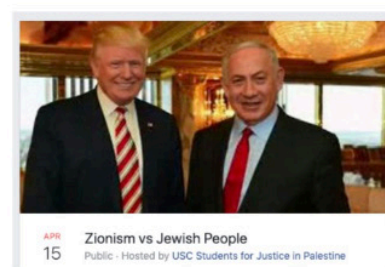 APR
15
Zionism vs Jewish People
Public · Hosted by USC Students for Justice in Palestine